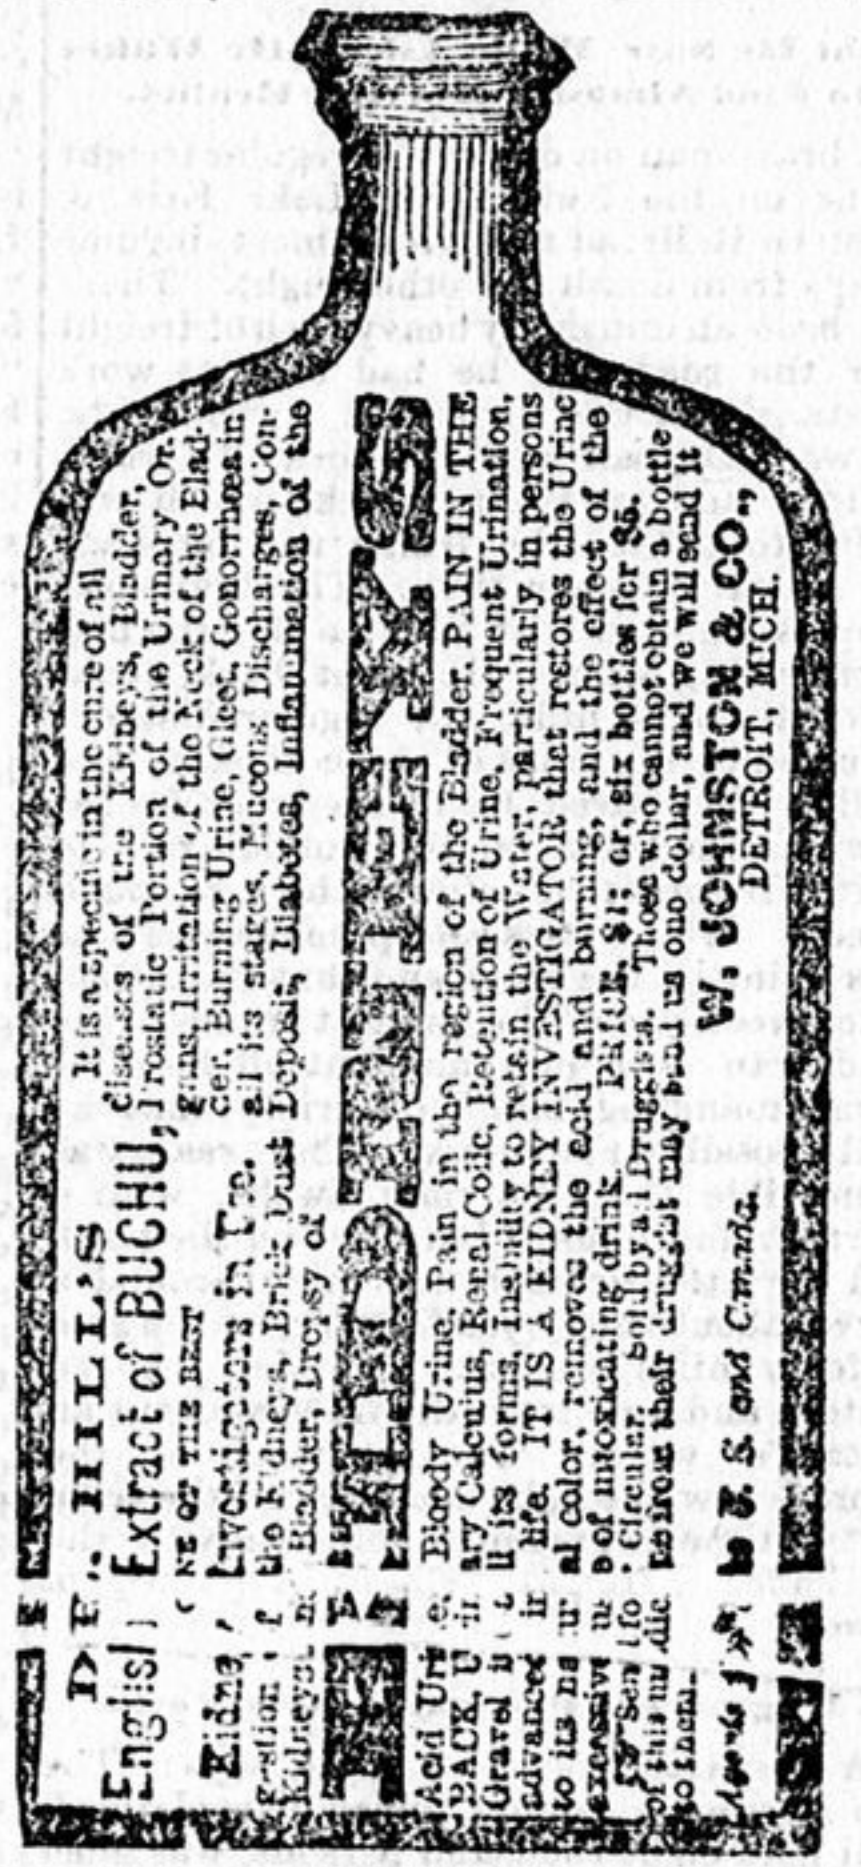 DR. HILL'S
English Extract of BUCHU,
ONE OF THE BEST
Kidney Investigators in Use.
It is a specific in the cure of all
diseases of the Kidneys, Bladder,
Prostatic Portion of the Urinary Or-
gans, Irritation of the Neck of the Blad-
der, Burning Urine, Gleet, Gonorrhœa in
all its stages, Mucous Discharges, Con-
gestion of the Kidneys, Brick Dust Deposit, Diabetes, Inflammation of the
Kidneys Bladder, Dropsy of
KIDNEYS
Acid Urine, Bloody Urine, Pain in the region of the Bladder, PAIN IN THE
BACK, Urinary Calculus, Renal Colic, Retention of Urine, Frequent Urination,
Gravel in all its forms, Inability to retain the Water, particularly in persons
advanced in life. IT IS A KIDNEY INVESTIGATOR that restores the Urine
to its natural color, removes the acid and burning, and the effect of the
excessive use of intoxicating drink. PRICE, $1; or, six bottles for $5.
Send for Circular. Sold by all Druggists. Those who cannot obtain a bottle
of this medicine from their druggist may send us one dollar, and we will send it
to them.
W. JOHNSTON & CO.,
DETROIT, MICH.
Agents for U. S. and Canada.